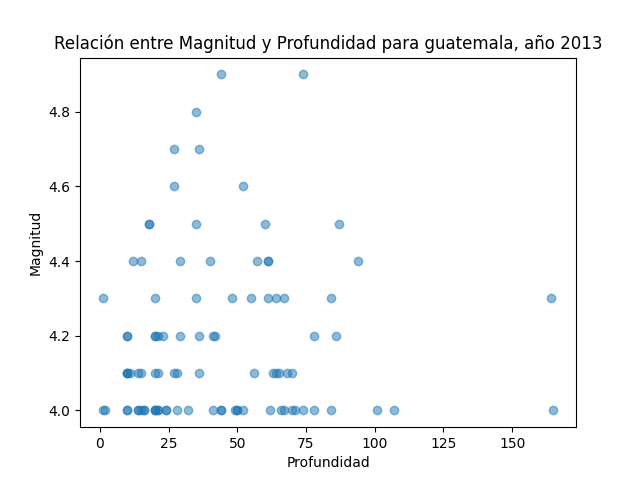 Relación entre Magnitud y Profundidad para guatemala, año 2013
Magnitud
4.8
4.6
4.4
4.2
4.0
0 25 50 75 100 125 150
Profundidad